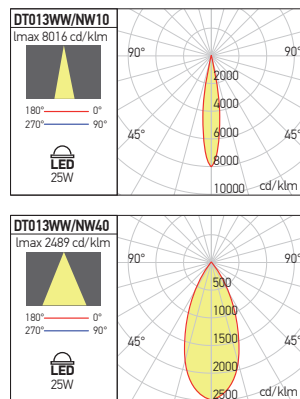 DT013WW/NW10
Imax 8016 cd/klm
180° 0°
270° 90°
LED
25W
90° 90°
2000
4000
45° 6000 45°
8000
10000 cd/klm
DT013WW/NW40
Imax 2489 cd/klm
180° 0°
270° 90°
LED
25W
90° 90°
500
1000
45° 1500 45°
2000
2500 cd/klm